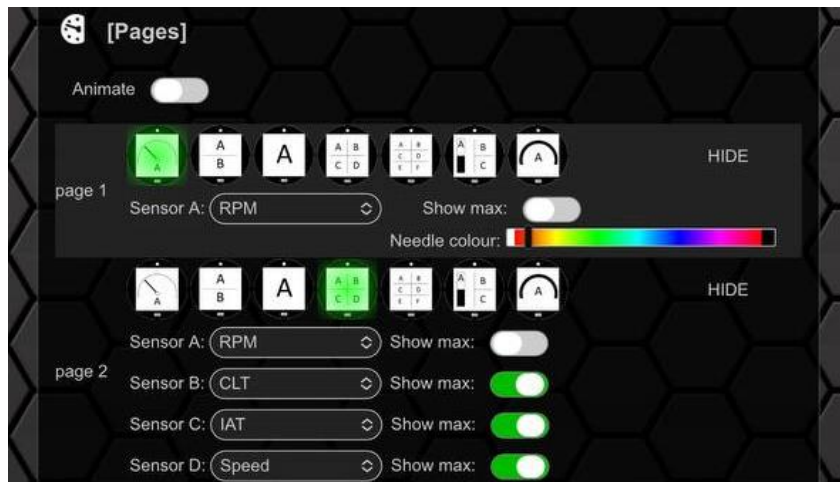 [Pages]
Animate
A
A
B
A
A B
C D
A B
C D
E F
A B
C
A
HIDE
page 1
Sensor A: RPM
Show max:
Needle colour:
A
A
B
A
A B
C D
A B
C D
E F
A B
C
A
HIDE
page 2
Sensor A: RPM Show max:
Sensor B: CLT Show max:
Sensor C: IAT Show max:
Sensor D: Speed Show max: